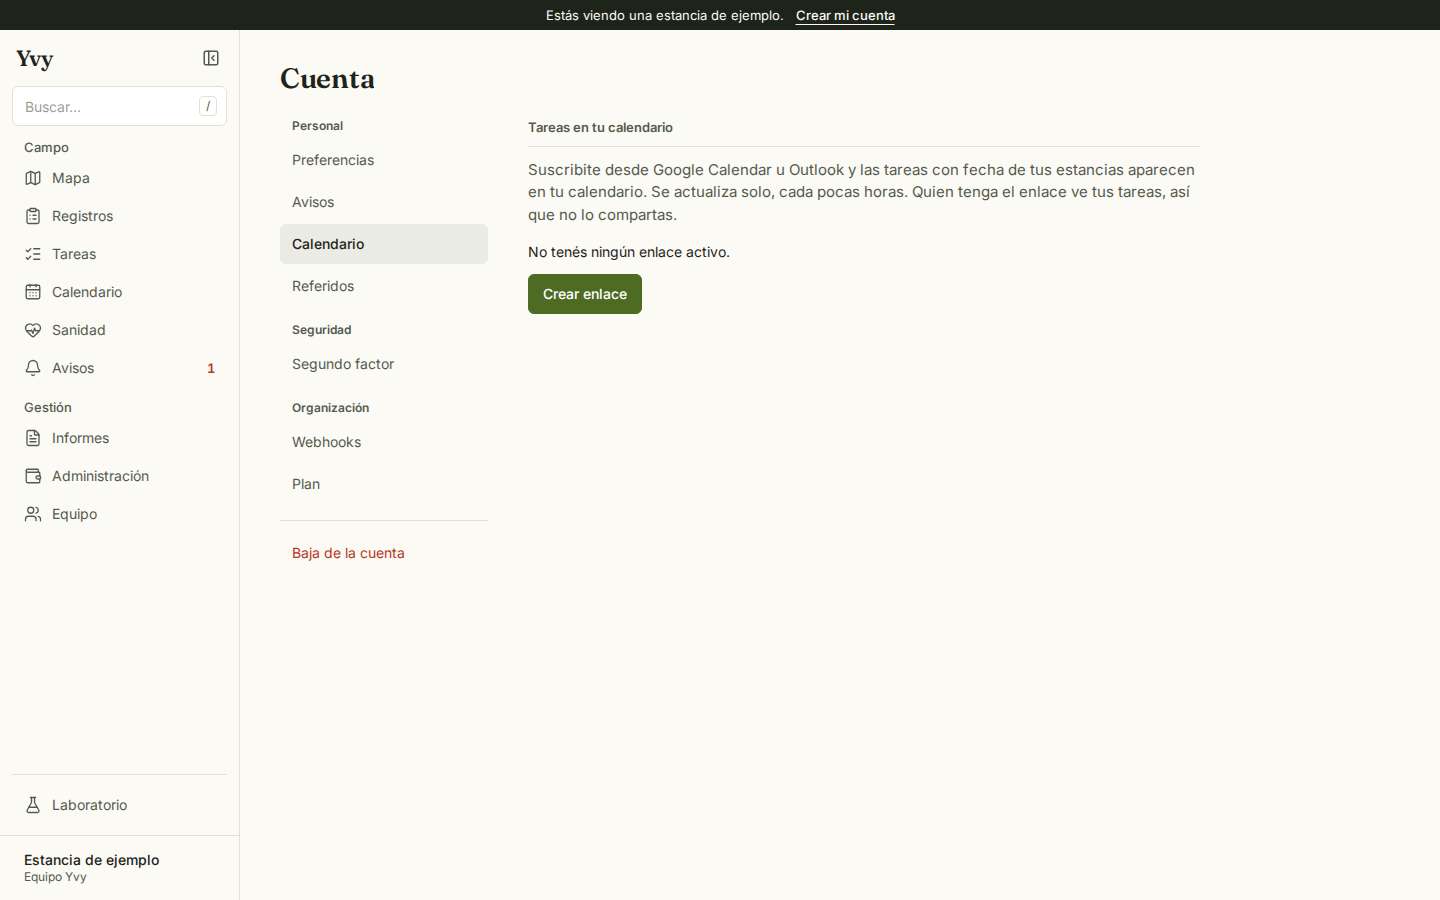 Estás viendo una estancia de ejemplo. Crear mi cuenta
Yvy
Buscar... /
Campo
Mapa
Registros
Tareas
Calendario
Sanidad
Avisos 1
Gestión
Informes
Administración
Equipo
Laboratorio
Estancia de ejemplo
Equipo Yvy
Cuenta
Personal
Preferencias
Avisos
Calendario
Referidos
Seguridad
Segundo factor
Organización
Webhooks
Plan
Baja de la cuenta
Tareas en tu calendario
Suscribite desde Google Calendar u Outlook y las tareas con fecha de tus estancias aparecen
en tu calendario. Se actualiza solo, cada pocas horas. Quien tenga el enlace ve tus tareas, así
que no lo compartas.
No tenés ningún enlace activo.
Crear enlace